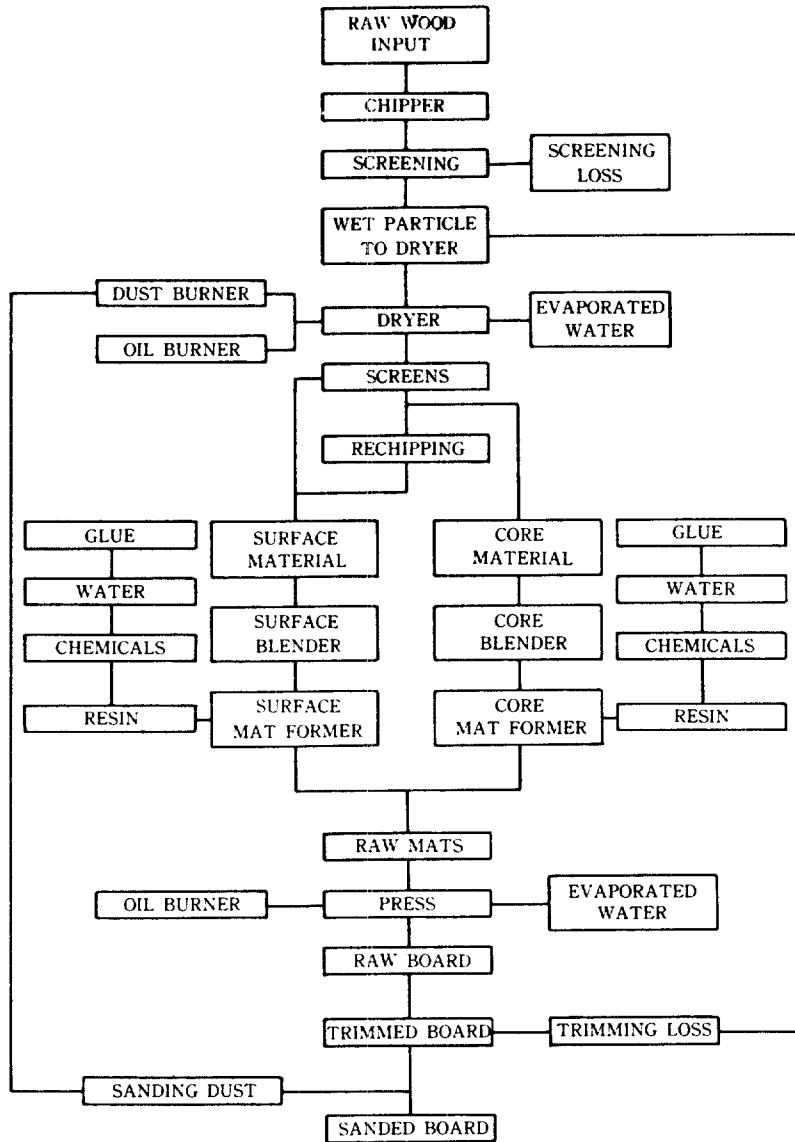 RAW WOOD
INPUT
CHIPPER
SCREENING
SCREENING
LOSS
WET PARTICLE
TO DRYER
DUST BURNER
DRYER
EVAPORATED
WATER
OIL BURNER
SCREENS
RECHIPPING
GLUE
SURFACE
MATERIAL
CORE
MATERIAL
GLUE
WATER
WATER
SURFACE
BLENDER
CORE
BLENDER
CHEMICALS
CHEMICALS
RESIN
SURFACE
MAT FORMER
CORE
MAT FORMER
RESIN
RAW MATS
OIL BURNER
PRESS
EVAPORATED
WATER
RAW BOARD
TRIMMED BOARD
TRIMMING LOSS
SANDING DUST
SANDED BOARD